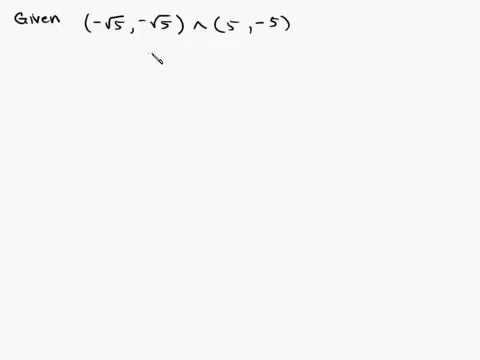 Given (-√5, -√5) ∧ (5, -5)